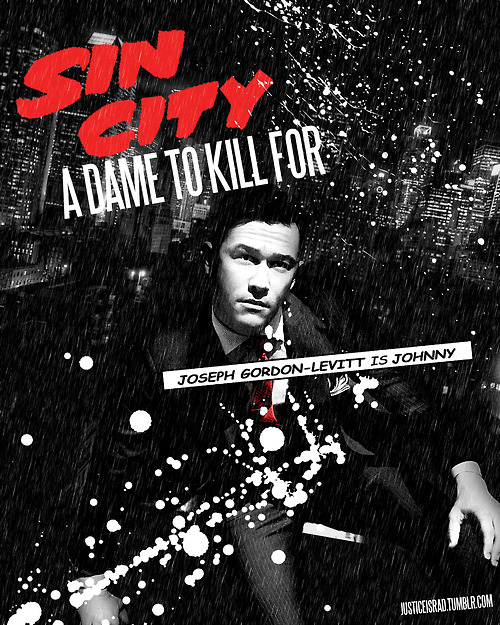 SIN
CITY
A DAME TO KILL FOR
JOSEPH GORDON-LEVITT IS JOHNNY
JUSTICEISRAD.TUMBLR.COM